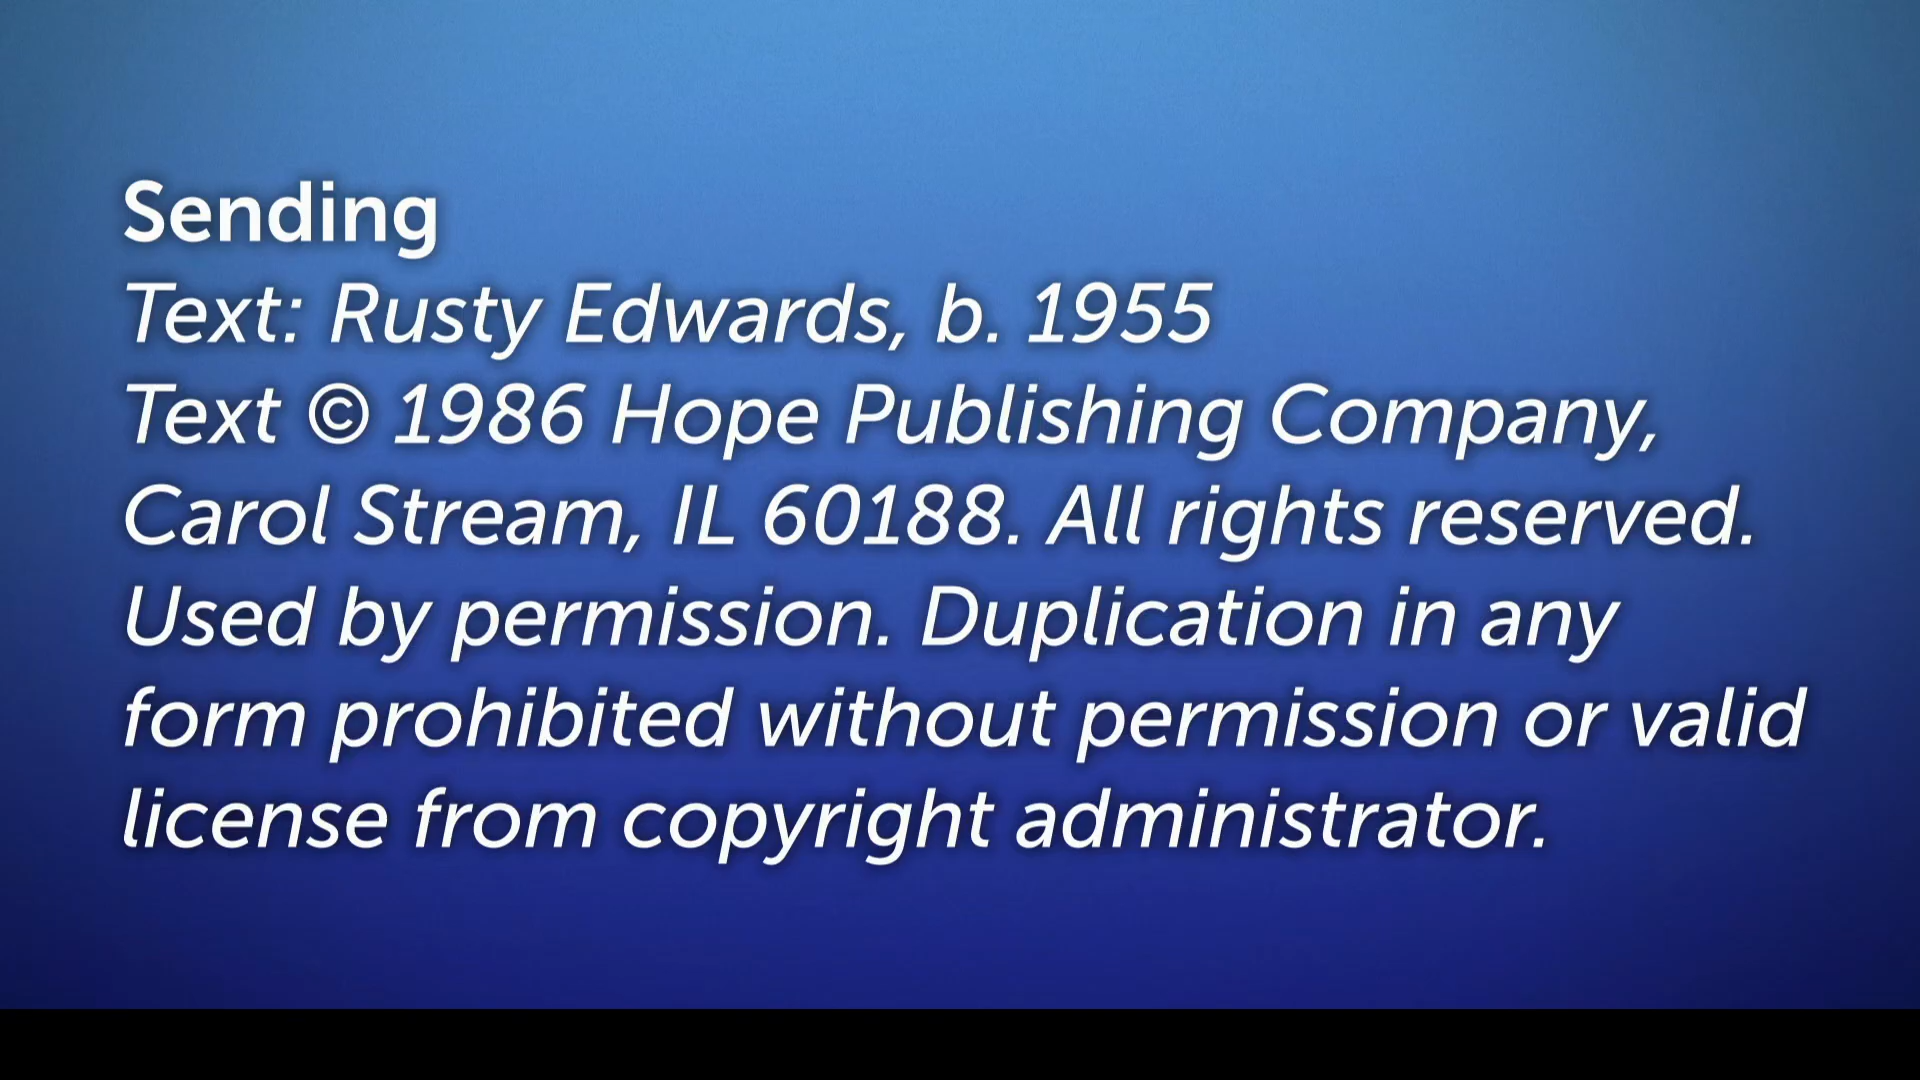 Sending
Text: Rusty Edwards, b. 1955
Text © 1986 Hope Publishing Company,
Carol Stream, IL 60188. All rights reserved.
Used by permission. Duplication in any
form prohibited without permission or valid
license from copyright administrator.